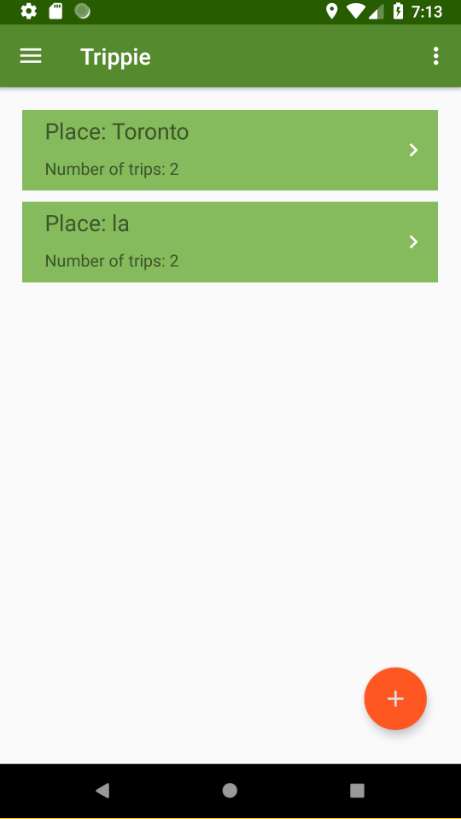 7:13
Trippie
Place: Toronto
Number of trips: 2
Place: la
Number of trips: 2